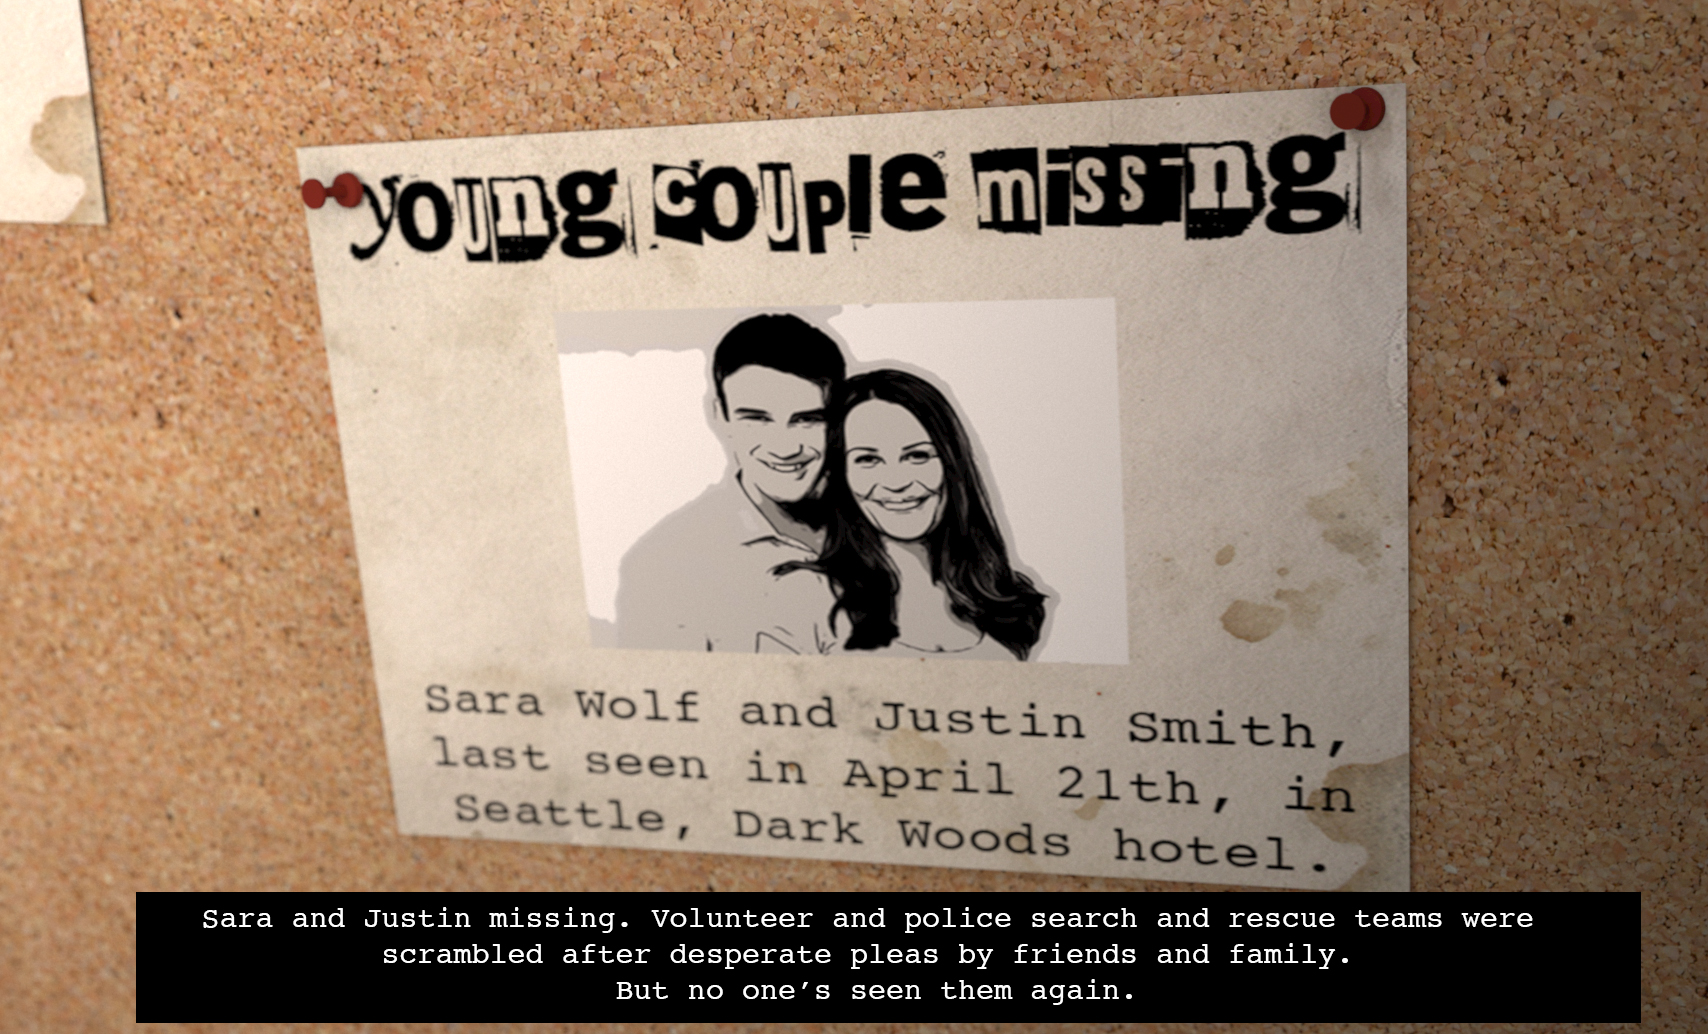 young couple missing
Sara Wolf and Justin Smith,
last seen in April 21th, in
Seattle, Dark Woods hotel.
Sara and Justin missing. Volunteer and police search and rescue teams were
scrambled after desperate pleas by friends and family.
But no one’s seen them again.